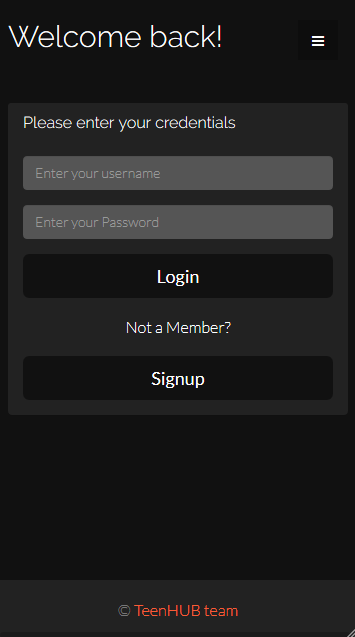 Welcome back!
Please enter your credentials
Enter your username
Enter your Password
Login
Not a Member?
Signup
© TeenHUB team